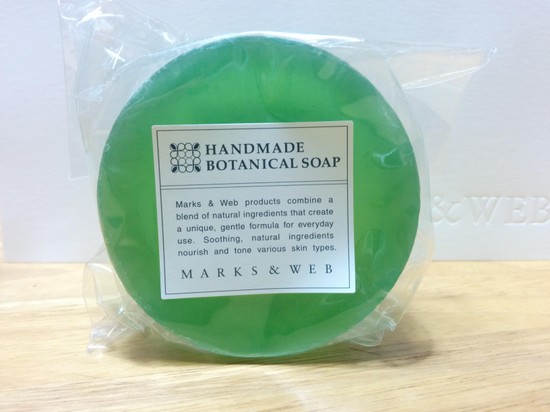 HANDMADE
BOTANICAL SOAP
Marks & Web products combine a
blend of natural ingredients that create
a unique, gentle formula for everyday
use. Soothing, natural ingredients
nourish and tone various skin types.
MARKS & WEB
& WEB